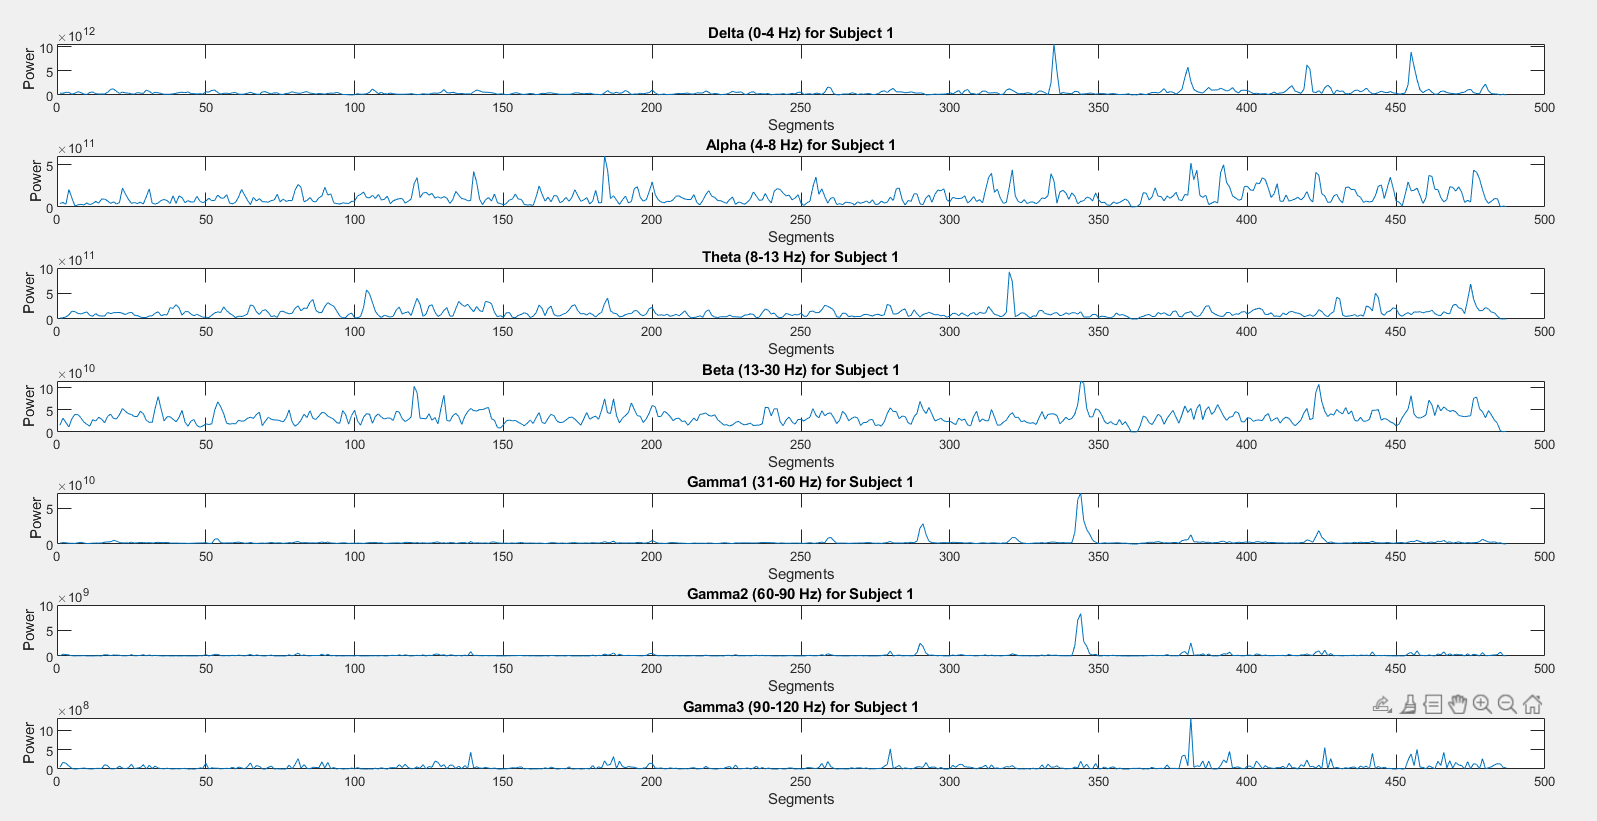 Delta (0-4 Hz) for Subject 1
×10^12
Power
10
5
0
0 50 100 150 200 250 300 350 400 450 500
Segments
Alpha (4-8 Hz) for Subject 1
×10^11
Power
5
0
0 50 100 150 200 250 300 350 400 450 500
Segments
Theta (8-13 Hz) for Subject 1
×10^11
Power
10
5
0
0 50 100 150 200 250 300 350 400 450 500
Segments
Beta (13-30 Hz) for Subject 1
×10^10
Power
10
5
0
0 50 100 150 200 250 300 350 400 450 500
Segments
Gamma1 (31-60 Hz) for Subject 1
×10^10
Power
5
0
0 50 100 150 200 250 300 350 400 450 500
Segments
Gamma2 (60-90 Hz) for Subject 1
×10^9
Power
10
5
0
0 50 100 150 200 250 300 350 400 450 500
Segments
Gamma3 (90-120 Hz) for Subject 1
×10^8
Power
10
5
0
0 50 100 150 200 250 300 350 400 450 500
Segments